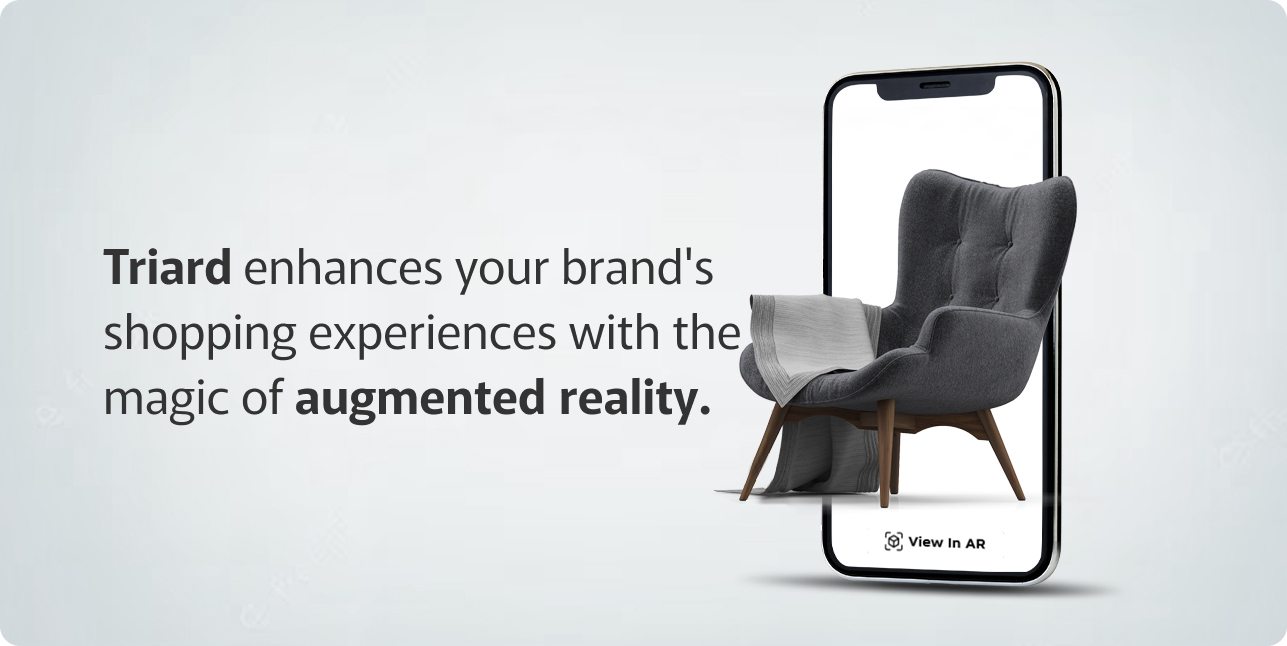 Triard enhances your brand's
shopping experiences with the
magic of augmented reality.
View In AR